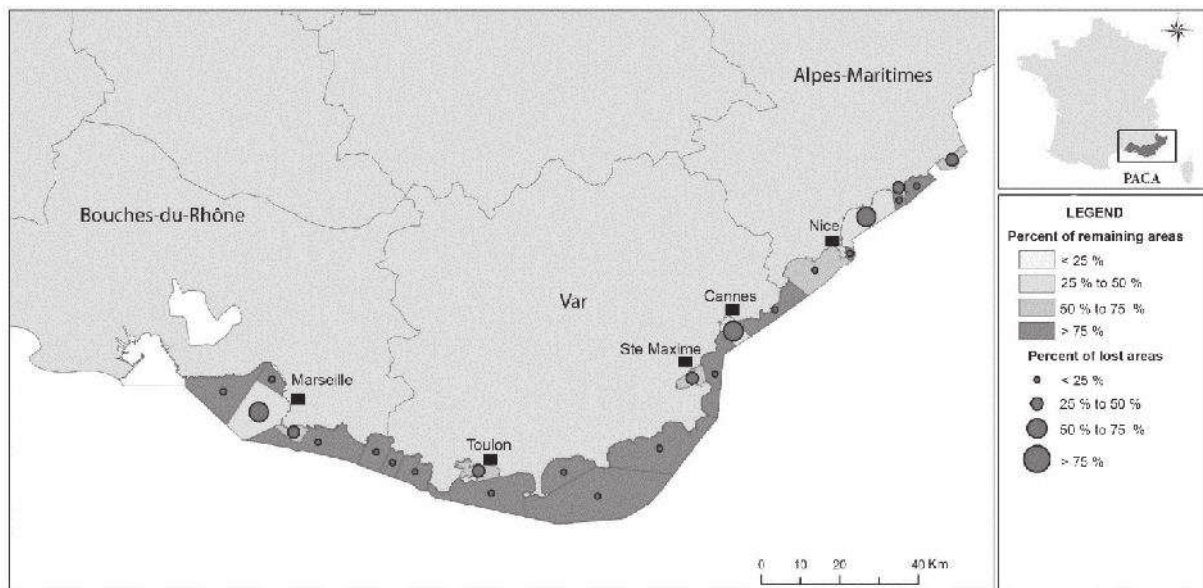 Alpes-Maritimes
Bouches-du-Rhône
Nice
Var
Cannes
Ste Maxime
Marseille
Toulon
0 10 20 40 Km
PACA
LEGEND
Percent of remaining areas
< 25 %
25 % to 50 %
50 % to 75 %
> 75 %
Percent of lost areas
< 25 %
25 % to 50 %
50 % to 75 %
> 75 %